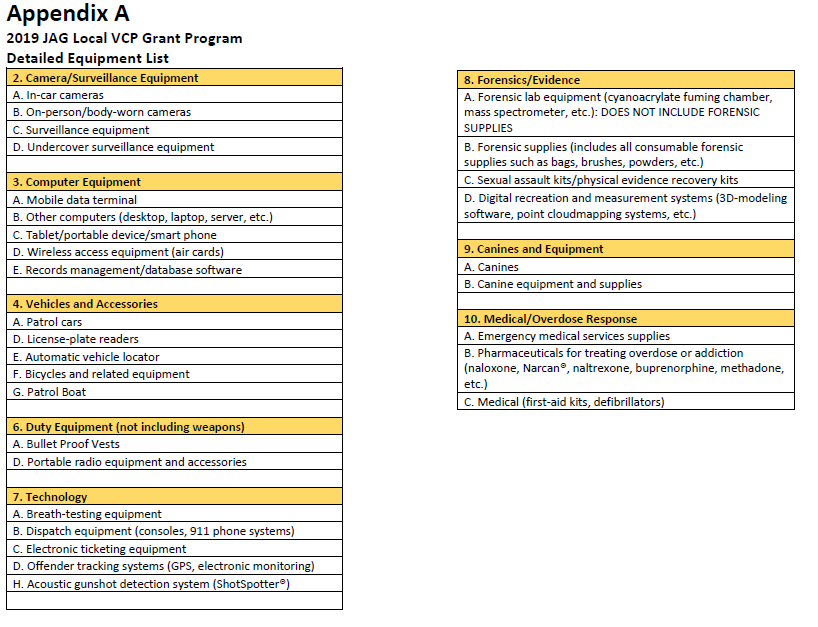 Appendix A
2019 JAG Local VCP Grant Program
Detailed Equipment List
2. Camera/Surveillance Equipment
A. In-car cameras
B. On-person/body-worn cameras
C. Surveillance equipment
D. Undercover surveillance equipment
3. Computer Equipment
A. Mobile data terminal
B. Other computers (desktop, laptop, server, etc.)
C. Tablet/portable device/smart phone
D. Wireless access equipment (air cards)
E. Records management/database software
4. Vehicles and Accessories
A. Patrol cars
D. License-plate readers
E. Automatic vehicle locator
F. Bicycles and related equipment
G. Patrol Boat
6. Duty Equipment (not including weapons)
A. Bullet Proof Vests
D. Portable radio equipment and accessories
7. Technology
A. Breath-testing equipment
B. Dispatch equipment (consoles, 911 phone systems)
C. Electronic ticketing equipment
D. Offender tracking systems (GPS, electronic monitoring)
H. Acoustic gunshot detection system (ShotSpotter®)
8. Forensics/Evidence
A. Forensic lab equipment (cyanoacrylate fuming chamber,
mass spectrometer, etc.): DOES NOT INCLUDE FORENSIC
SUPPLIES
B. Forensic supplies (includes all consumable forensic
supplies such as bags, brushes, powders, etc.)
C. Sexual assault kits/physical evidence recovery kits
D. Digital recreation and measurement systems (3D-modeling
software, point cloudmapping systems, etc.)
9. Canines and Equipment
A. Canines
B. Canine equipment and supplies
10. Medical/Overdose Response
A. Emergency medical services supplies
B. Pharmaceuticals for treating overdose or addiction
(naloxone, Narcan®, naltrexone, buprenorphine, methadone,
etc.)
C. Medical (first-aid kits, defibrillators)